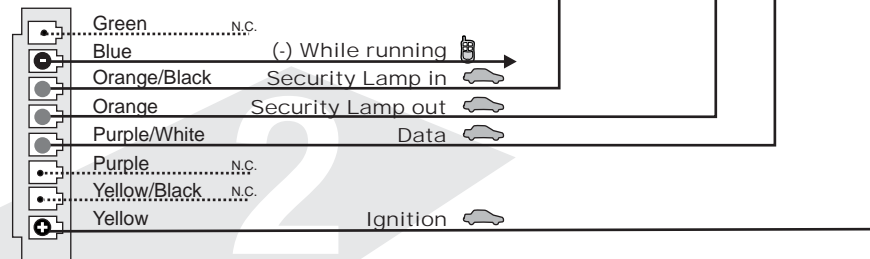 Green N.C.
Blue (-) While running
Orange/Black Security Lamp in
Orange Security Lamp out
Purple/White Data
Purple N.C.
Yellow/Black N.C.
Yellow Ignition
2